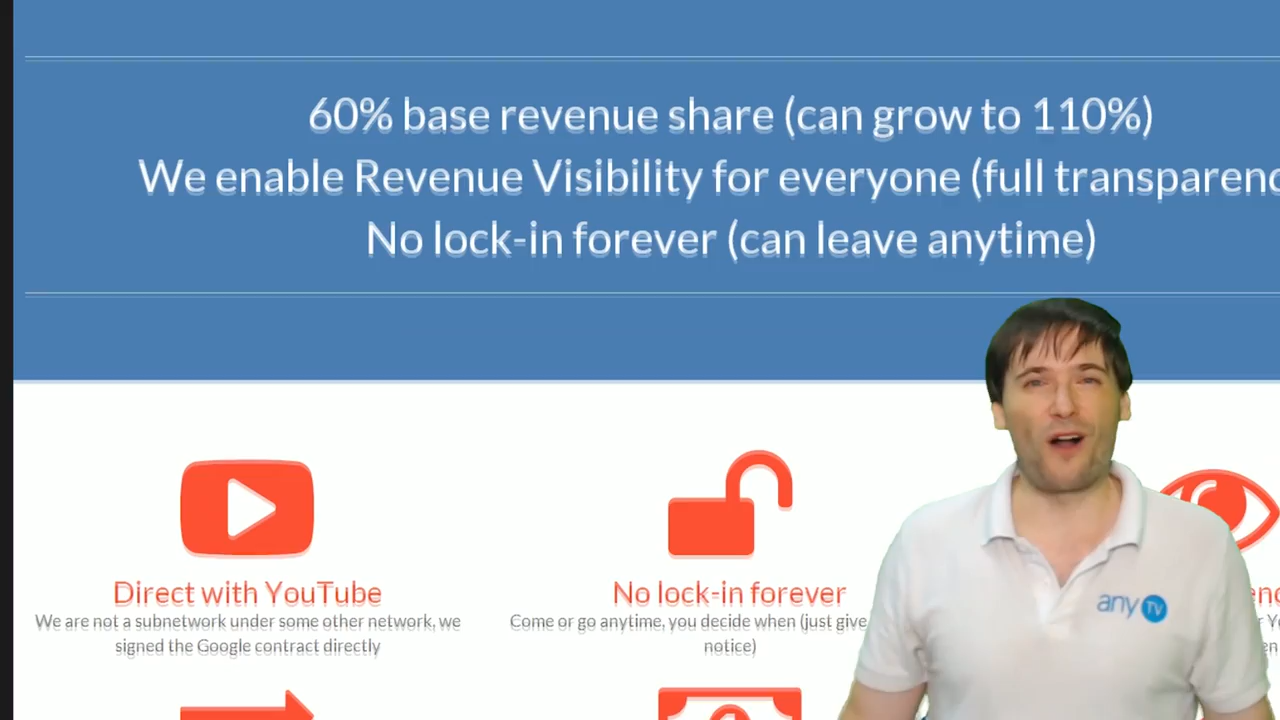 60% base revenue share (can grow to 110%)
We enable Revenue Visibility for everyone (full transparenc
No lock-in forever (can leave anytime)
Direct with YouTube
We are not a subnetwork under some other network, we
signed the Google contract directly
No lock-in forever
Come or go anytime, you decide when (just give
notice)
any TV